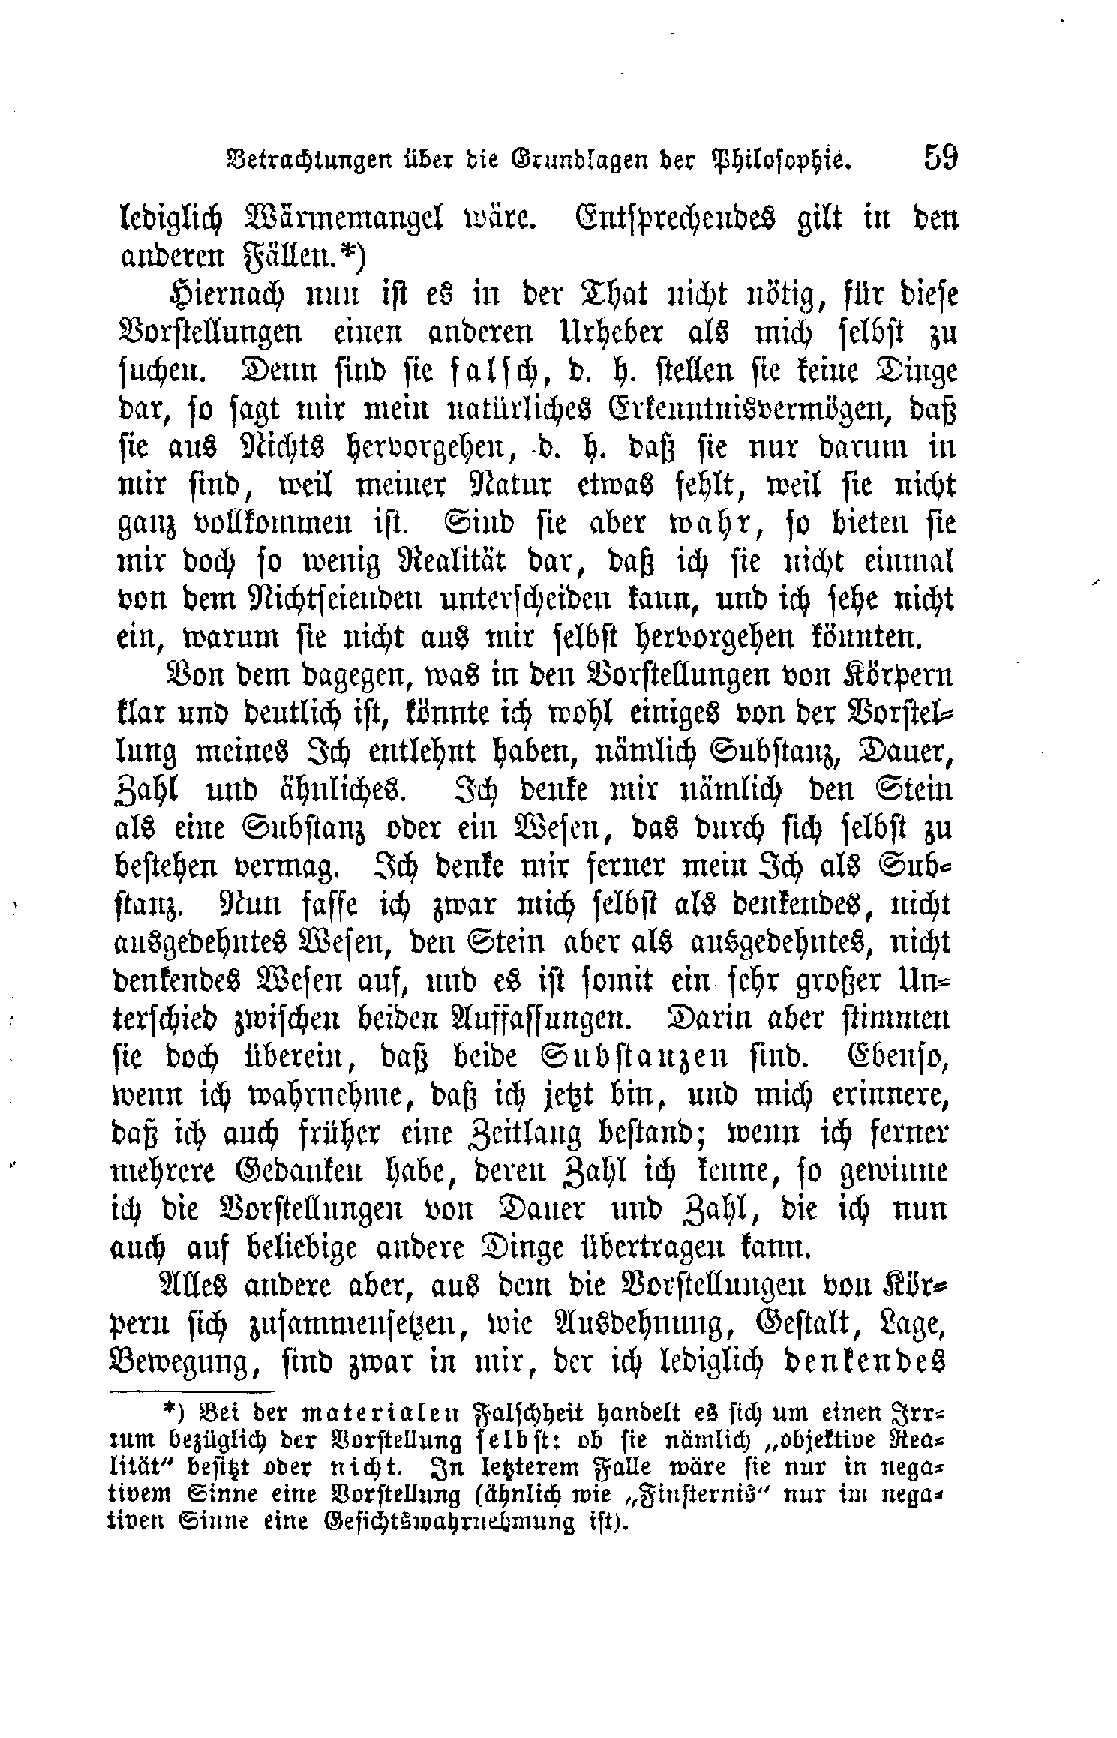 Betrachtungen über die Grundlagen der Philosophie. 59
lediglich Wärmemangel wäre. Entsprechendes gilt in den
anderen Fällen.*)
Hiernach nun ist es in der That nicht nötig, für diese
Vorstellungen einen anderen Urheber als mich selbst zu
suchen. Denn sind sie falsch, d. h. stellen sie keine Dinge
dar, so sagt mir mein natürliches Erkenntnisvermögen, daß
sie aus Nichts hervorgehen, d. h. daß sie nur darum in
mir sind, weil meiner Natur etwas fehlt, weil sie nicht
ganz vollkommen ist. Sind sie aber wahr, so bieten sie
mir doch so wenig Realität dar, daß ich sie nicht einmal
von dem Nichtseienden unterscheiden kann, und ich sehe nicht
ein, warum sie nicht aus mir selbst hervorgehen könnten.
Von dem dagegen, was in den Vorstellungen von Körpern
klar und deutlich ist, könnte ich wohl einiges von der Vorstel-
lung meines Ich entlehnt haben, nämlich Substanz, Dauer,
Zahl und ähnliches. Ich denke mir nämlich den Stein
als eine Substanz oder ein Wesen, das durch sich selbst zu
bestehen vermag. Ich denke mir ferner mein Ich als Sub-
stanz. Nun fasse ich zwar mich selbst als denkendes, nicht
ausgedehntes Wesen, den Stein aber als ausgedehntes, nicht
denkendes Wesen auf, und es ist somit ein sehr großer Un-
terschied zwischen beiden Auffassungen. Darin aber stimmen
sie doch überein, daß beide Substanzen sind. Ebenso,
wenn ich wahrnehme, daß ich jetzt bin, und mich erinnere,
daß ich auch früher eine Zeitlang bestand; wenn ich ferner
mehrere Gedanken habe, deren Zahl ich kenne, so gewinne
ich die Vorstellungen von Dauer und Zahl, die ich nun
auch auf beliebige andere Dinge übertragen kann.
Alles andere aber, aus dem die Vorstellungen von Kör-
pern sich zusammensetzen, wie Ausdehnung, Gestalt, Lage,
Bewegung, sind zwar in mir, der ich lediglich denkendes
*) Bei der materialen Falschheit handelt es sich um einen Irr-
tum bezüglich der Vorstellung selbst: ob sie nämlich „objektive Rea-
lität" besitzt oder nicht. In letzterem Falle wäre sie nur in nega-
tivem Sinne eine Vorstellung (ähnlich wie „Finsternis" nur im nega-
tiven Sinne eine Gesichtswahrnehmung ist).